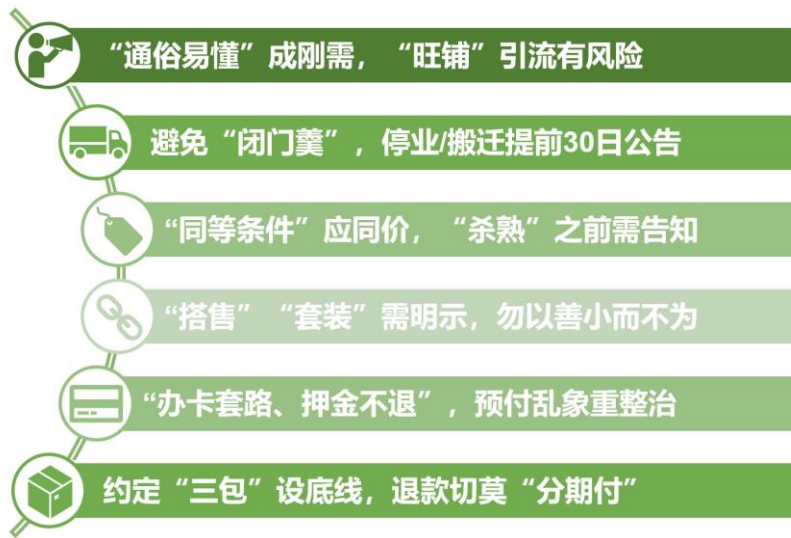 “通俗易懂”成刚需，“旺铺”引流有风险
避免“闭门羹”，停业/搬迁提前30日公告
“同等条件”应同价，“杀熟”之前需告知
“搭售”“套装”需明示，勿以善小而不为
“办卡套路、押金不退”，预付乱象重整治
约定“三包”设底线，退款切莫“分期付”